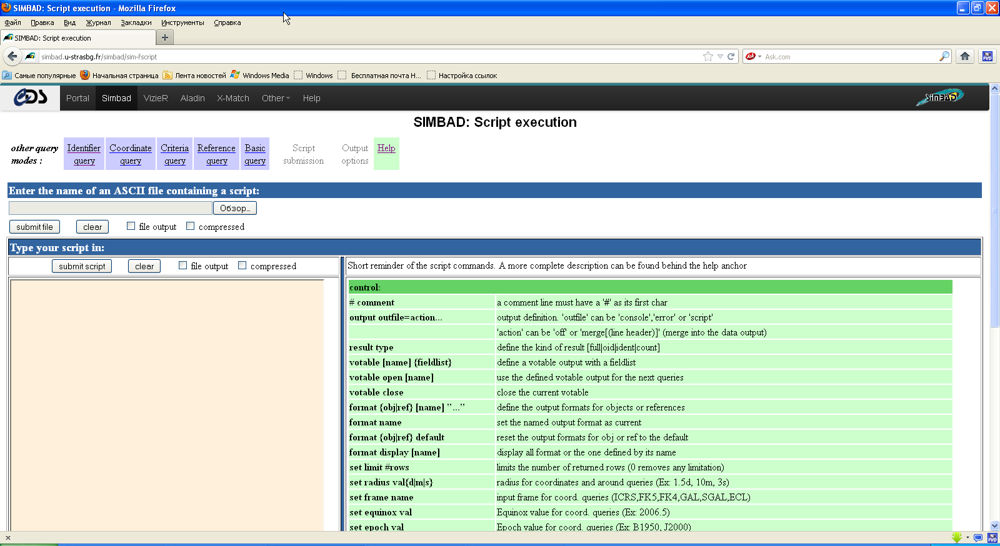 SIMBAD: Script execution - Mozilla Firefox
Файл Правка Вид Журнал Закладки Инструменты Справка
SIMBAD: Script execution
simbad.u-strasbg.fr/simbad/sim-fscript
Ask Ask.com
Самые популярные Начальная страница Лента новостей Windows Media Windows Бесплатная почта H... Настройка ссылок
CDS Portal Simbad VizieR Aladin X-Match Other Help SIMBAD
SIMBAD: Script execution
other query modes : Identifier query Coordinate query Criteria query Reference query Basic query Script submission Output options Help
Enter the name of an ASCII file containing a script:
Обзор...
submit file clear file output compressed
Type your script in:
submit script clear file output compressed
Short reminder of the script commands. A more complete description can be found behind the help anchor
control:
# comment a comment line must have a '#' as its first char
output outfile=action... output definition. 'outfile' can be 'console','error' or 'script'
'action' can be 'off' or 'merge[(line header)]' (merge into the data output)
result type define the kind of result [full|oid|ident|count]
votable [name] {fieldlist} define a votable output with a fieldlist
votable open [name] use the defined votable output for the next queries
votable close close the current votable
format {obj|ref} [name] "..." define the output formats for objects or references
format name set the named output format as current
format {obj|ref} default reset the output formats for obj or ref to the default
format display [name] display all format or the one defined by its name
set limit #rows limits the number of returned rows (0 removes any limitation)
set radius val{d|m|s} radius for coordinates and around queries (Ex: 1.5d, 10m, 3s)
set frame name input frame for coord. queries (ICRS,FK5,FK4,GAL,SGAL,ECL)
set equinox val Equinox value for coord. queries (Ex: 2006.5)
set epoch val Epoch value for coord. queries (Ex: B1950, J2000)